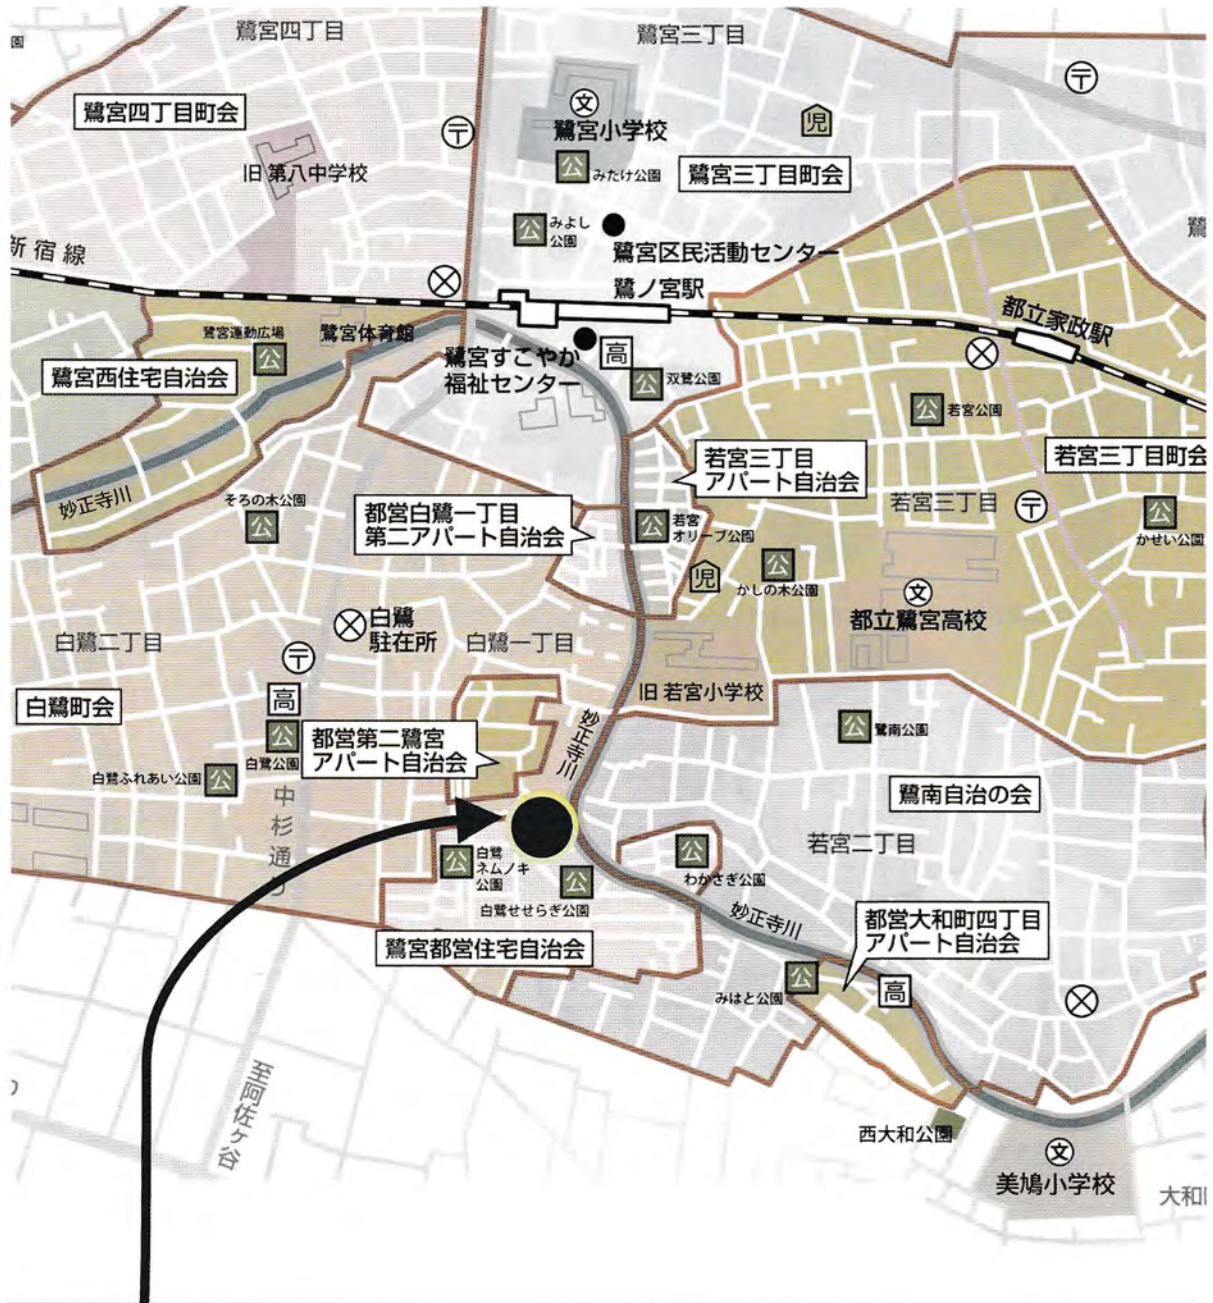 鷺宮四丁目
鷺宮三丁目
園
〒
鷺宮四丁目町会
文
児
〒
鷺宮小学校
旧 第八中学校
公 みたけ公園
鷺宮三丁目町会
公 みよし
公園
鷺宮区民活動センター
新宿線
鷺ノ宮駅
都立家政駅
鷺
鷺宮運動広場
公
鷺宮体育館
鷺宮すこやか
福祉センター
高
公 双鷺公園
鷺宮西住宅自治会
公 若宮公園
若宮三丁目
アパート自治会
若宮三丁目町会
妙正寺川
そろの木公園
公
都営白鷺一丁目
第二アパート自治会
公 若宮
オリーブ公園
若宮三丁目
〒
公
かせい公園
児
公
かしの木公園
文
都立鷺宮高校
白鷺二丁目
白鷺
駐在所
白鷺一丁目
〒
高
旧 若宮小学校
白鷺町会
公
白鷺公園
都営第二鷺宮
アパート自治会
妙正寺川
公 鷺南公園
白鷺ふれあい公園 公
中杉通り
鷺南自治の会
若宮二丁目
公 白鷺
ネムノキ
公園
公
白鷺せせらぎ公園
公
わかさぎ公園
妙正寺川
鷺宮都営住宅自治会
都営大和町四丁目
アパート自治会
みはと公園 公
高
至阿佐ケ谷
西大和公園
文
美鳩小学校
大和